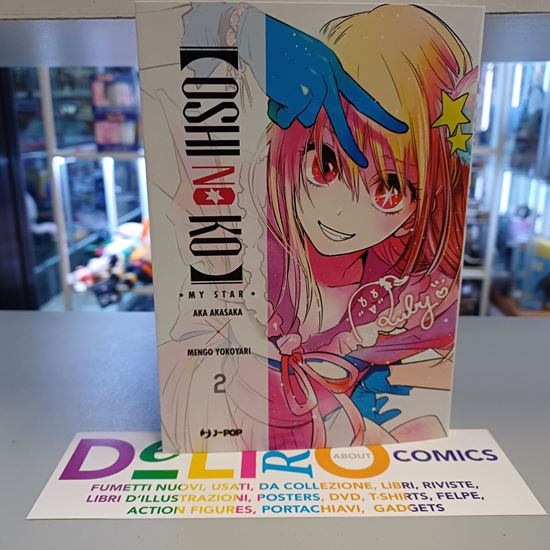 【OSHI NO KO】
• MY STAR •
AKA AKASAKA
×
MENGO YOKOYARI
2
J-POP
Ruby
DeLIRIO
ABOUT
COMICS
FUMETTI NUOVI, USATI, DA COLLEZIONE, LIBRI, RIVISTE,
LIBRI D'ILLUSTRAZIONI, POSTERS, DVD, T-SHIRTS, FELPE,
ACTION FIGURES, PORTACHIAVI, GADGETS